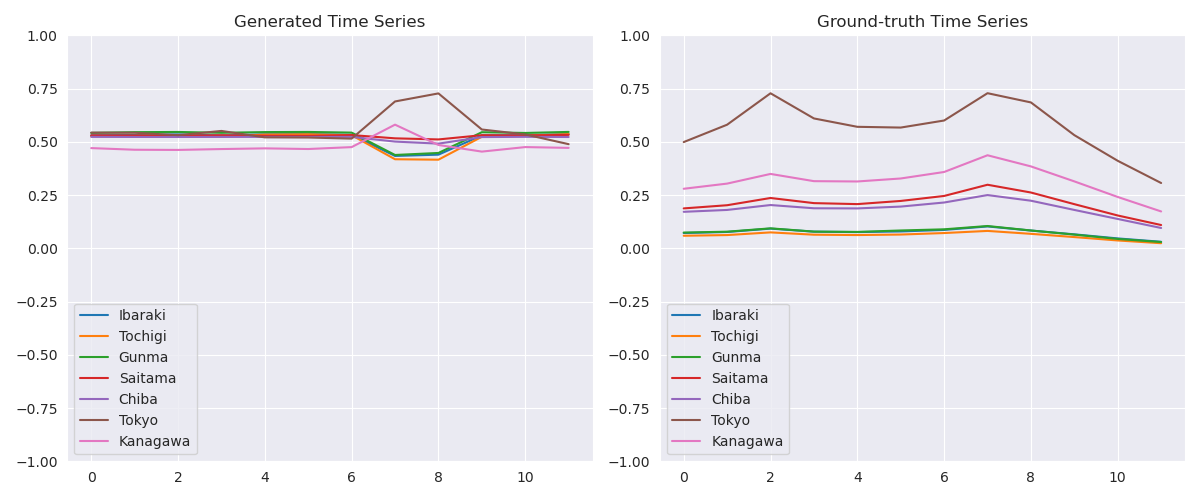 Generated Time Series
1.00
0.75
0.50
0.25
0.00
−0.25
−0.50
−0.75
−1.00
0 2 4 6 8 10
Ibaraki
Tochigi
Gunma
Saitama
Chiba
Tokyo
Kanagawa
Ground-truth Time Series
1.00
0.75
0.50
0.25
0.00
−0.25
−0.50
−0.75
−1.00
0 2 4 6 8 10
Ibaraki
Tochigi
Gunma
Saitama
Chiba
Tokyo
Kanagawa